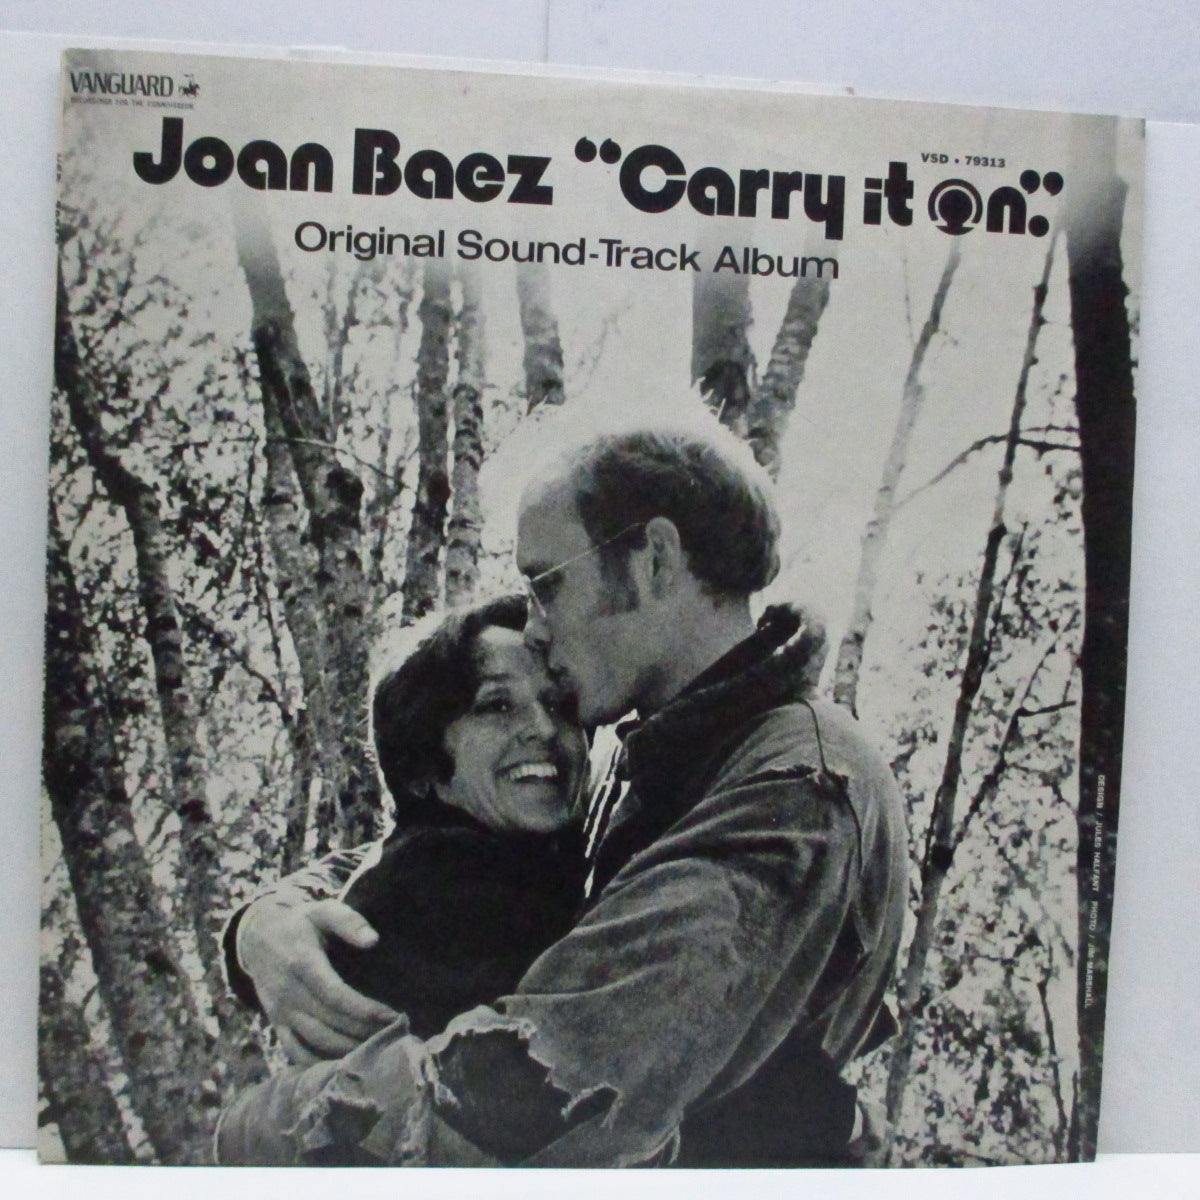 VANGUARD
RECORDINGS FOR THE CONNOISSEUR
VSD • 79313
Joan Baez “Carry it On”.
Original Sound-Track Album
DESIGN / JULES HALFANT PHOTO / JIM MARSHALL